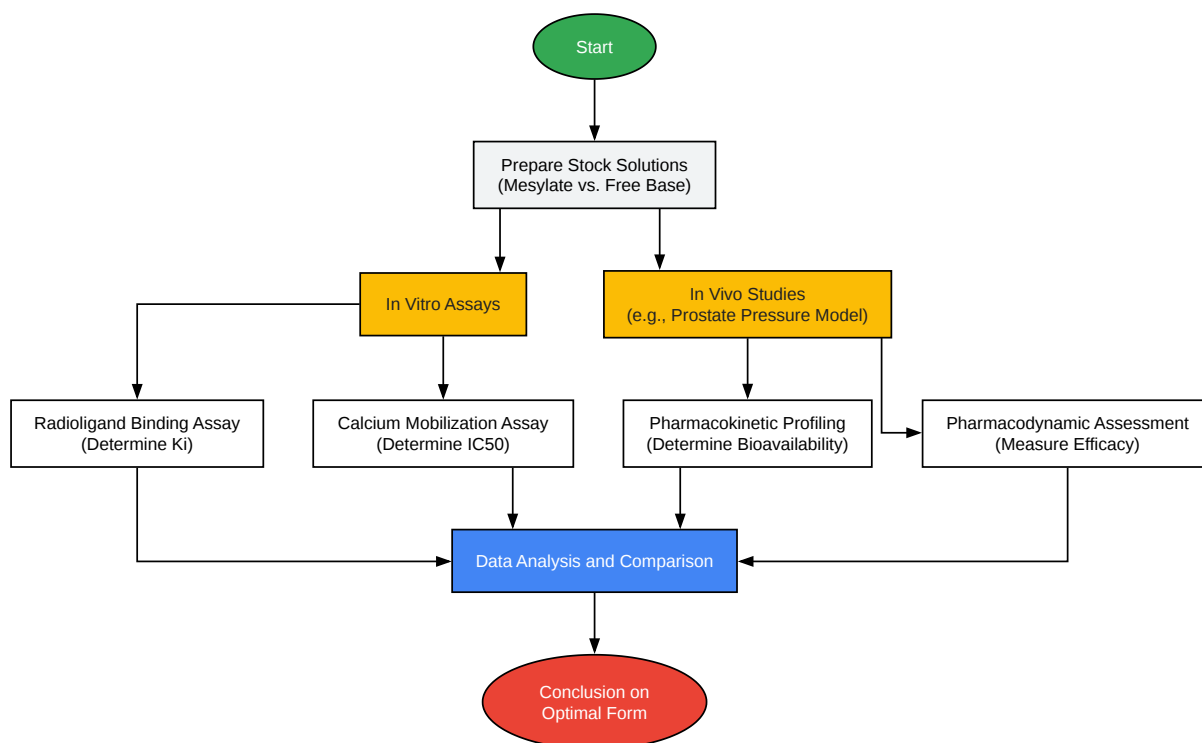 Start
Prepare Stock Solutions
(Mesylate vs. Free Base)
In Vitro Assays
In Vivo Studies
(e.g., Prostate Pressure Model)
Radioligand Binding Assay
(Determine Ki)
Calcium Mobilization Assay
(Determine IC50)
Pharmacokinetic Profiling
(Determine Bioavailability)
Pharmacodynamic Assessment
(Measure Efficacy)
Data Analysis and Comparison
Conclusion on
Optimal Form